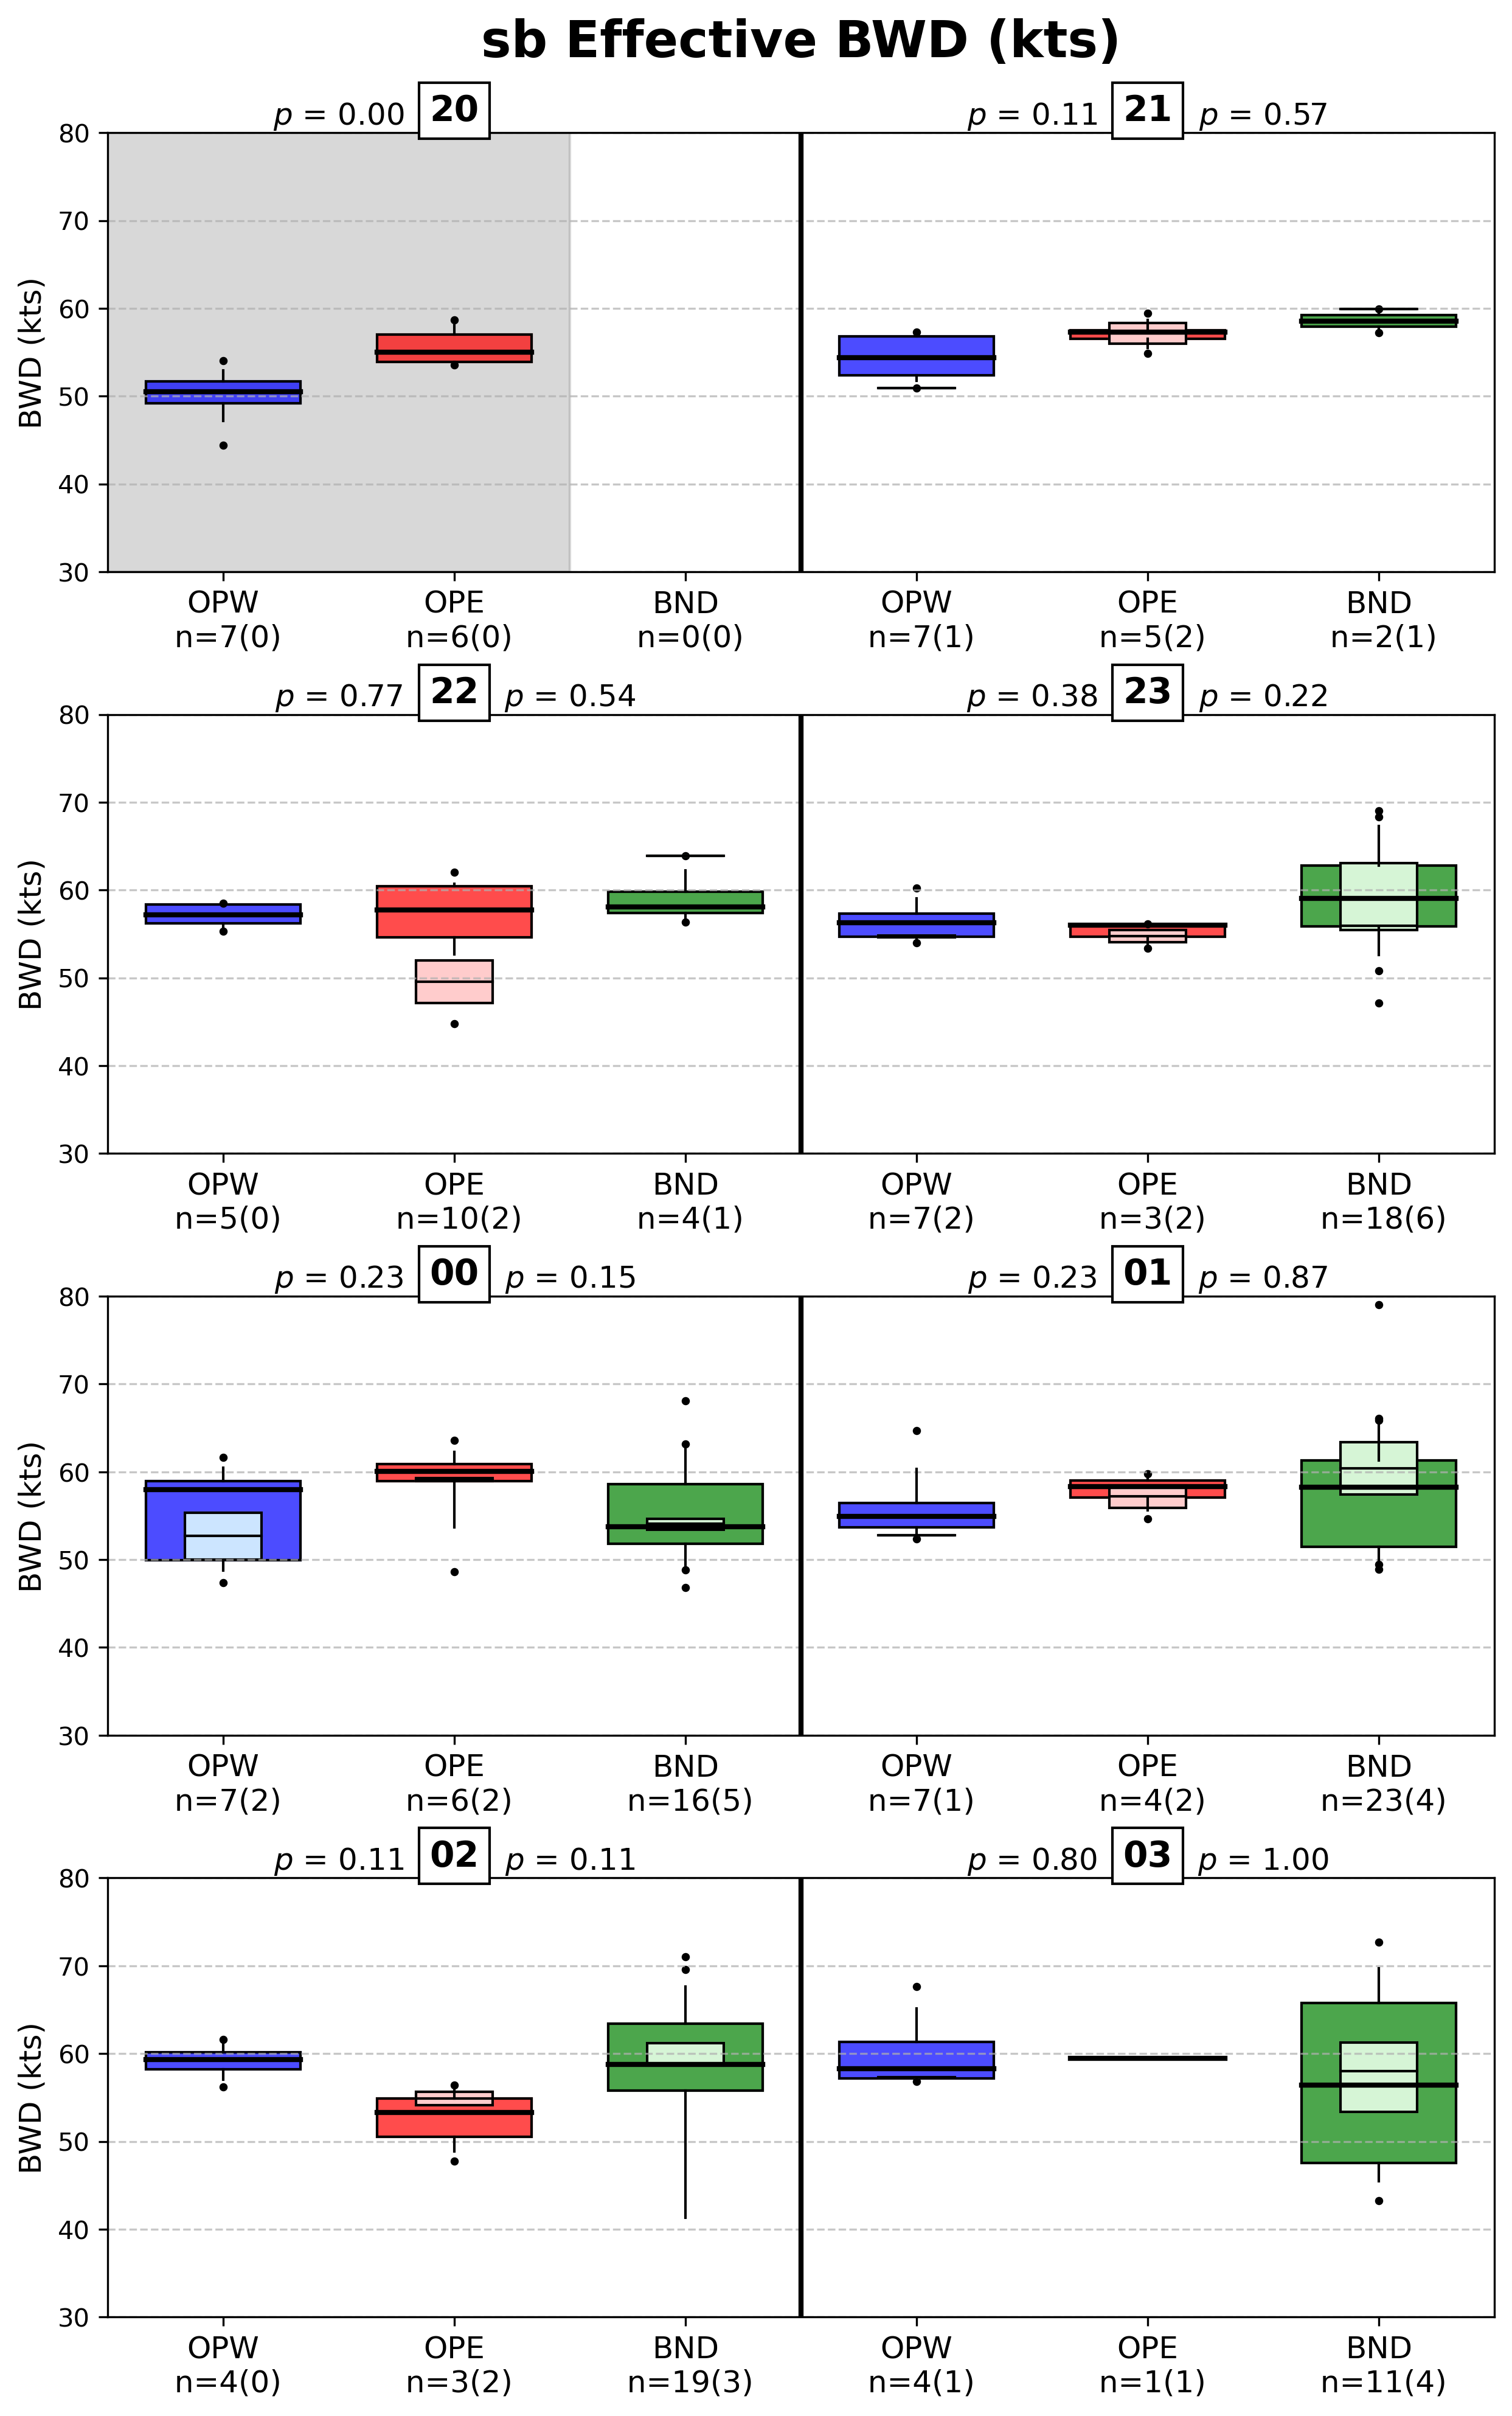 sb Effective BWD (kts)
p = 0.00 20 p = 0.11 21 p = 0.57
80
70
60
50
40
30
BWD (kts)
OPW OPE BND OPW OPE BND
n=7(0) n=6(0) n=0(0) n=7(1) n=5(2) n=2(1)
p = 0.77 22 p = 0.54 p = 0.38 23 p = 0.22
80
70
60
50
40
30
BWD (kts)
OPW OPE BND OPW OPE BND
n=5(0) n=10(2) n=4(1) n=7(2) n=3(2) n=18(6)
p = 0.23 00 p = 0.15 p = 0.23 01 p = 0.87
80
70
60
50
40
30
BWD (kts)
OPW OPE BND OPW OPE BND
n=7(2) n=6(2) n=16(5) n=7(1) n=4(2) n=23(4)
p = 0.11 02 p = 0.11 p = 0.80 03 p = 1.00
80
70
60
50
40
30
BWD (kts)
OPW OPE BND OPW OPE BND
n=4(0) n=3(2) n=19(3) n=4(1) n=1(1) n=11(4)